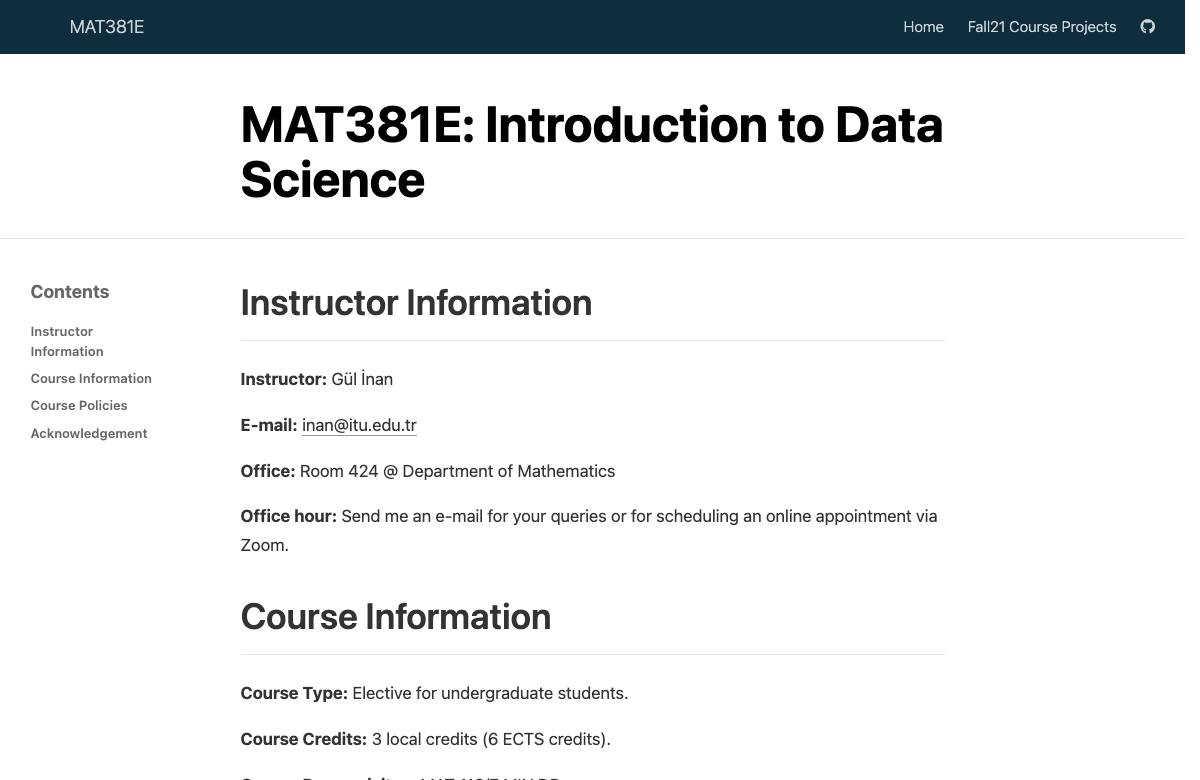 MAT381E
Home
Fall21 Course Projects
MAT381E: Introduction to Data
Science
Contents
Instructor
Information
Course Information
Course Policies
Acknowledgement
Instructor Information
Instructor: Gül İnan
E-mail: inan@itu.edu.tr
Office: Room 424 @ Department of Mathematics
Office hour: Send me an e-mail for your queries or for scheduling an online appointment via
Zoom.
Course Information
Course Type: Elective for undergraduate students.
Course Credits: 3 local credits (6 ECTS credits).